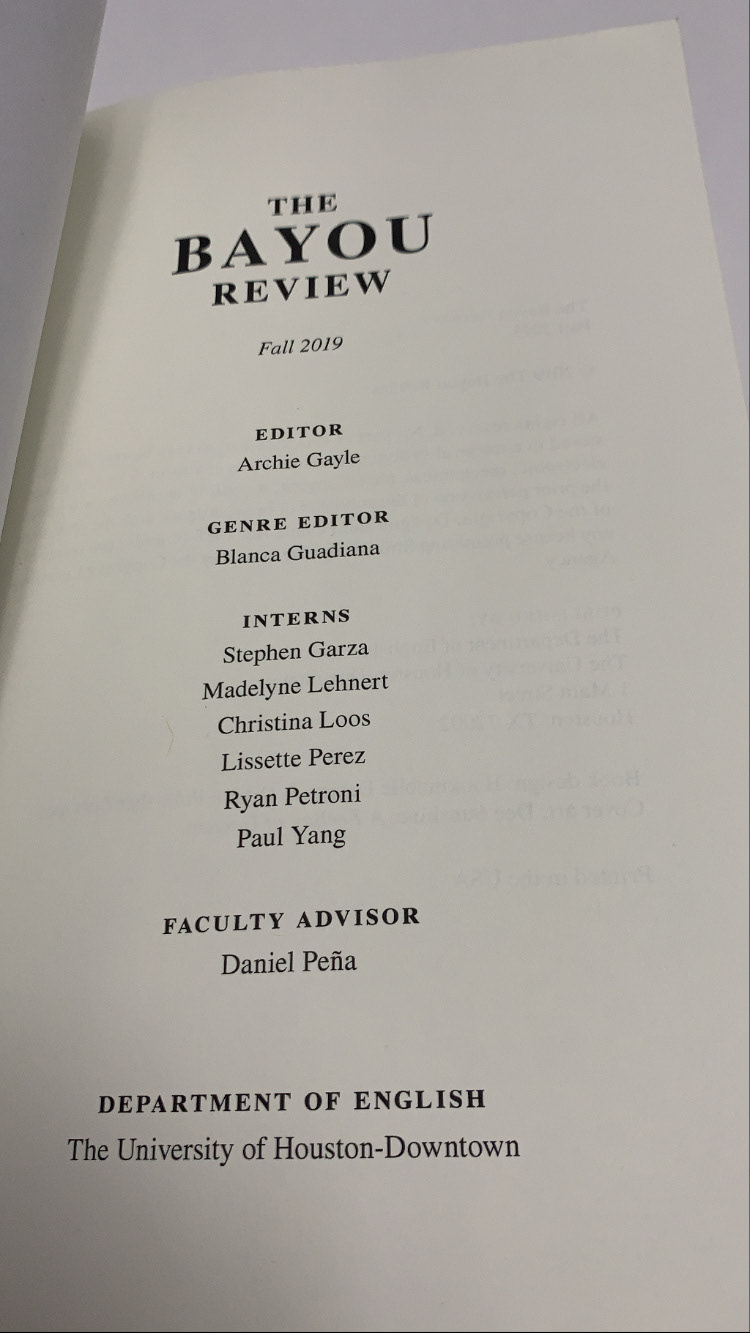 THE
BAYOU
REVIEW
Fall 2019
EDITOR
Archie Gayle
GENRE EDITOR
Blanca Guadiana
INTERNS
Stephen Garza
Madelyne Lehnert
Christina Loos
Lissette Perez
Ryan Petroni
Paul Yang
FACULTY ADVISOR
Daniel Peña
DEPARTMENT OF ENGLISH
The University of Houston-Downtown